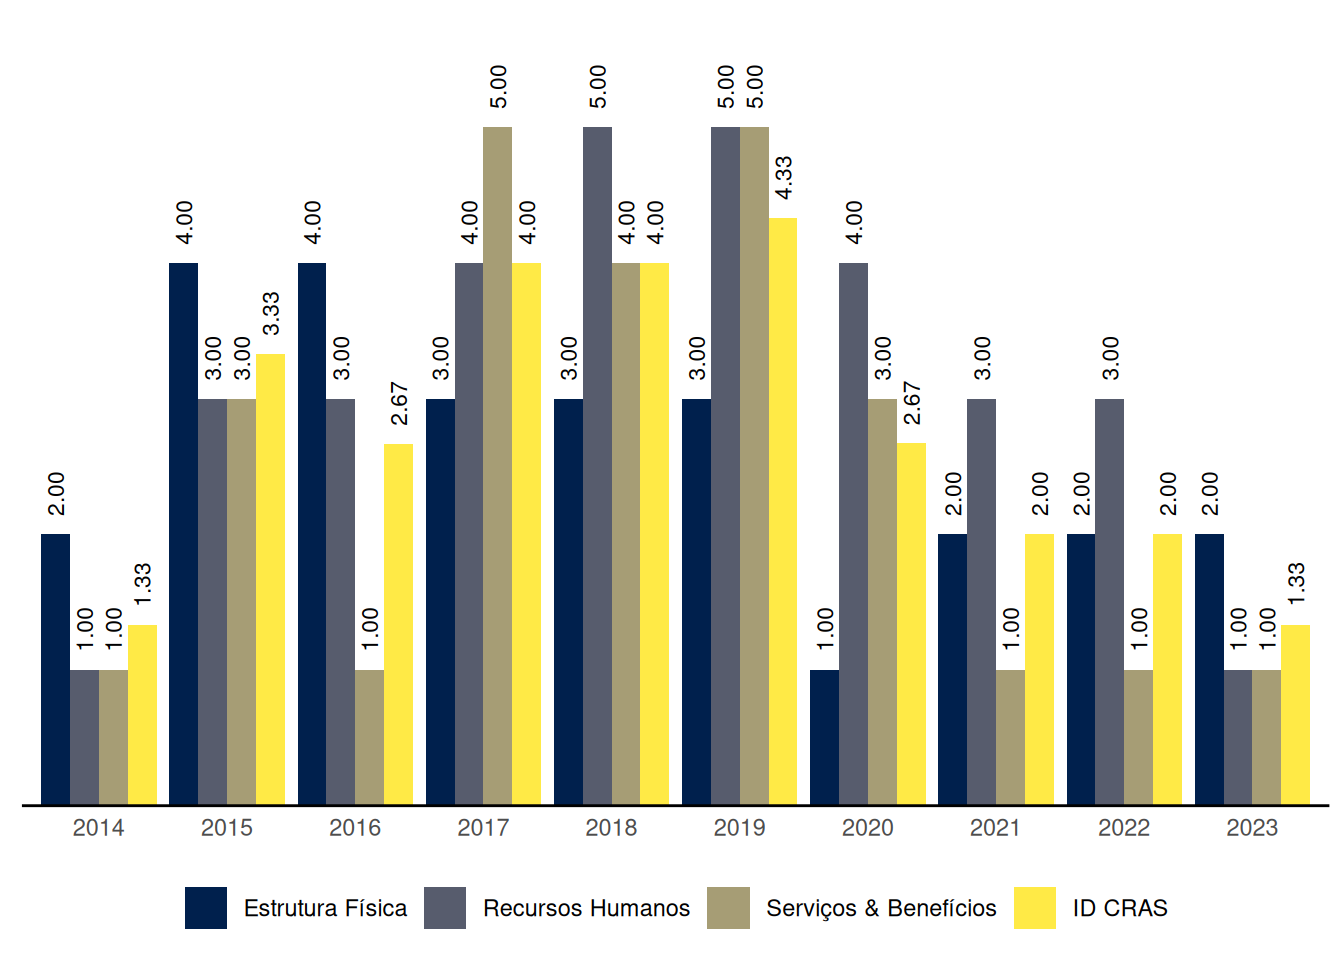 2.00 1.00 1.00 1.33
4.00 3.00 3.00 3.33
4.00 3.00 1.00 2.67
3.00 4.00 5.00 4.00
3.00 5.00 4.00 4.00
3.00 5.00 5.00 4.33
1.00 4.00 3.00 2.67
2.00 3.00 1.00 2.00
2.00 3.00 1.00 2.00
2.00 1.00 1.00 1.33
2014 2015 2016 2017 2018 2019 2020 2021 2022 2023
Estrutura Física Recursos Humanos Serviços & Benefícios ID CRAS